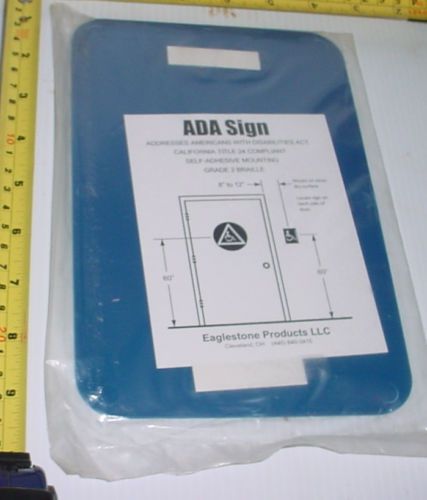 ADA Sign
ADDRESSES AMERICANS WITH DISABILITIES ACT
CALIFORNIA TITLE 24 COMPLIANT
SELF-ADHESIVE MOUNTING
GRADE 2 BRAILLE
8" to 12"
60"
60"
Eaglestone Products LLC
Cleveland, OH